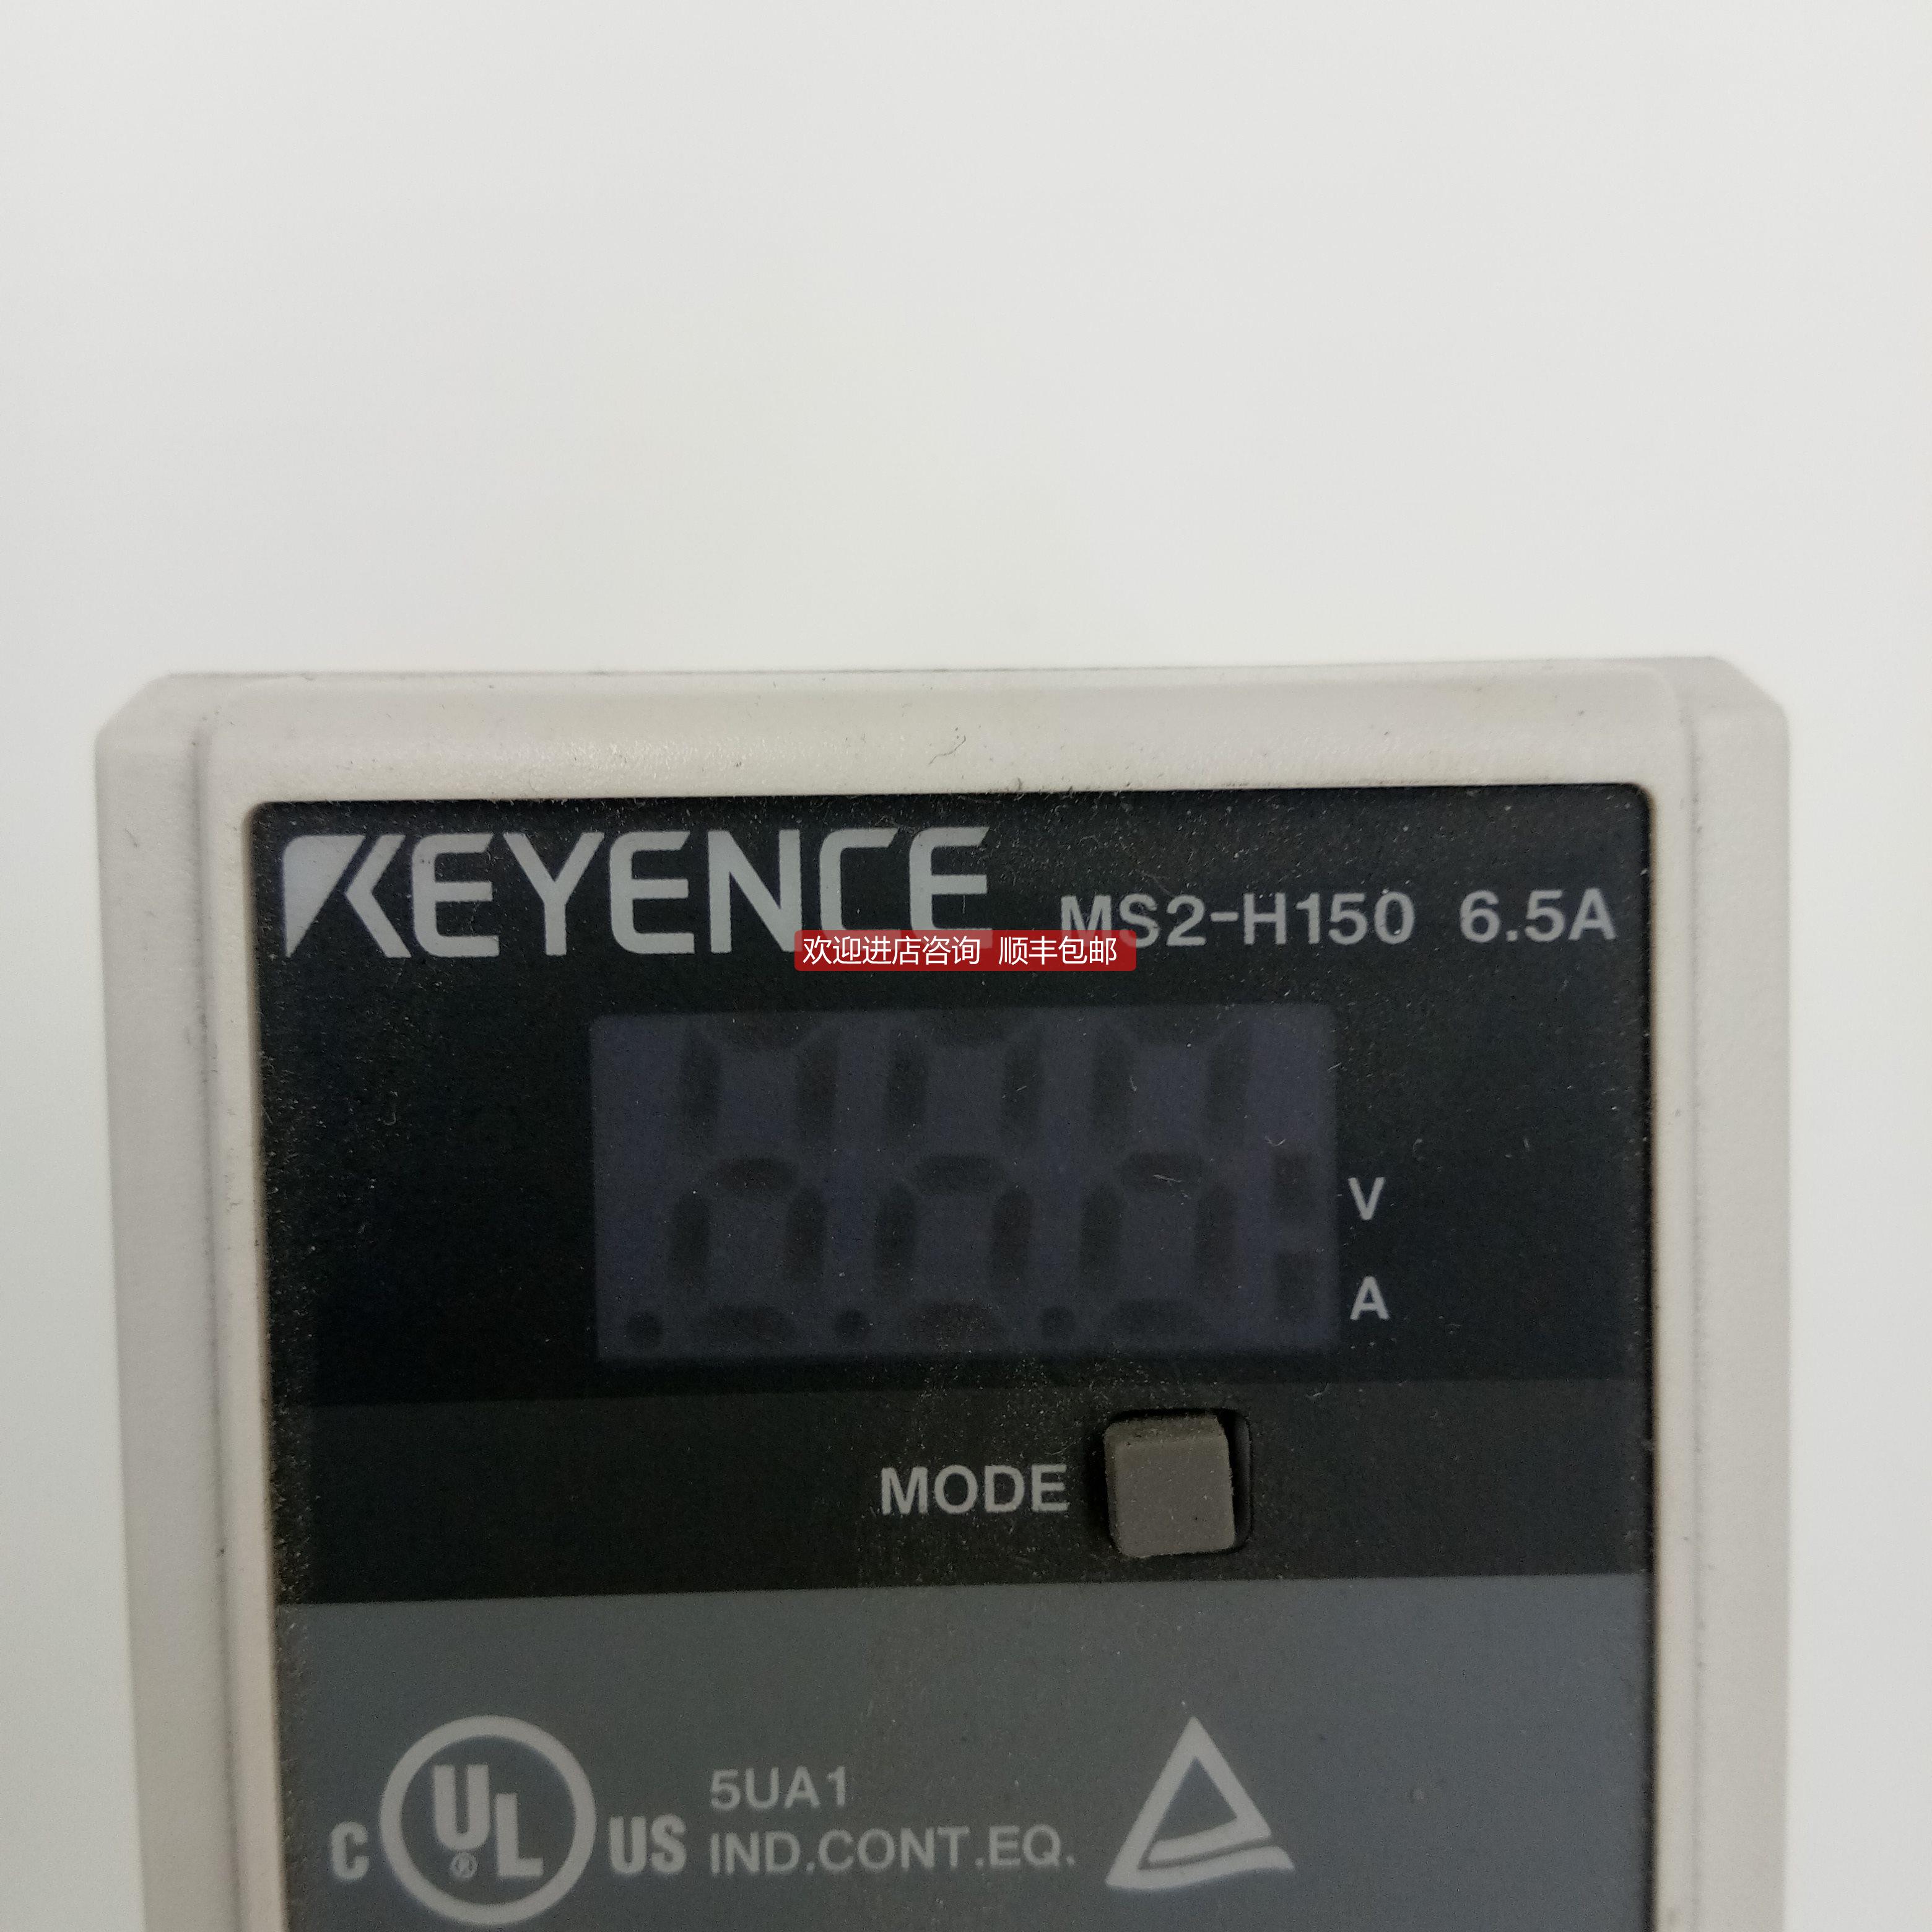 KEYENCE MS2-H150 6.5A
欢迎进店咨询 顺丰包邮
V
A
MODE
C UL® US 5UA1
IND.CONT.EQ.